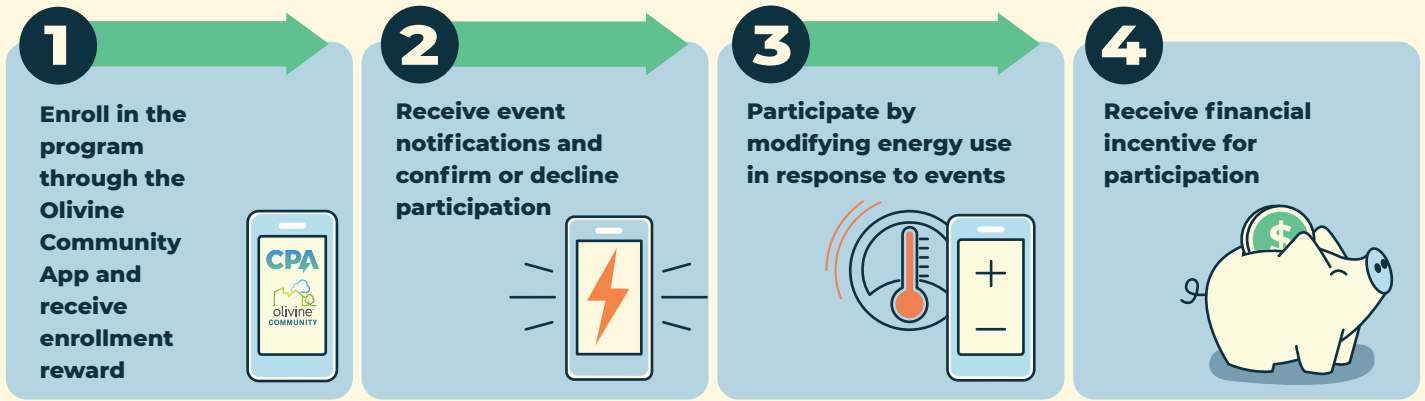 1
Enroll in the
program
through the
Olivine
Community
App and
receive
enrollment
reward
CPA
olivine
COMMUNITY
2
Receive event
notifications and
confirm or decline
participation
3
Participate by
modifying energy use
in response to events
+
–
4
Receive financial
incentive for
participation
$